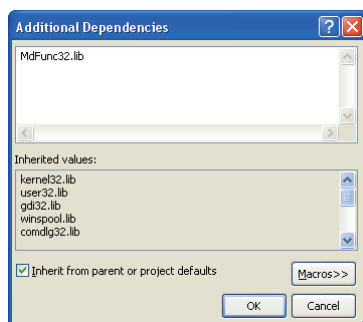 Additional Dependencies
MdFunc32.lib
Inherited values:
kernel32.lib
user32.lib
gdi32.lib
winspool.lib
comdlg32.lib
Inherit from parent or project defaults
Macros>>
OK
Cancel